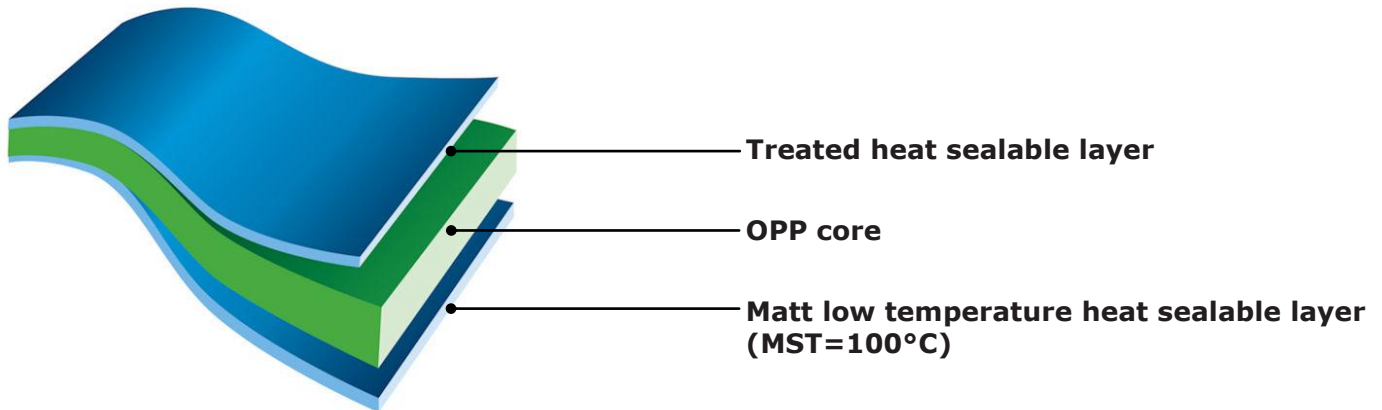 Treated heat sealable layer
OPP core
Matt low temperature heat sealable layer
(MST=100°C)